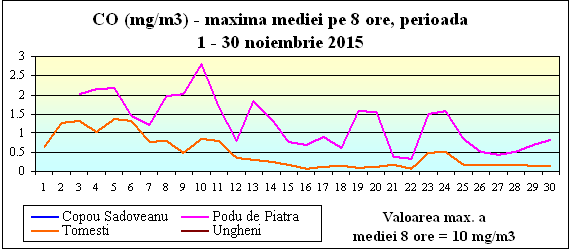 CO (mg/m3) - maxima mediei pe 8 ore, perioada
1 - 30 noiembrie 2015
3
2.5
2
1.5
1
0.5
0
1 2 3 4 5 6 7 8 9 10 11 12 13 14 15 16 17 18 19 20 21 22 23 24 25 26 27 28 29 30
Copou Sadoveanu Podu de Piatra
Tomesti Ungheni
Valoarea max. a
mediei 8 ore = 10 mg/m3